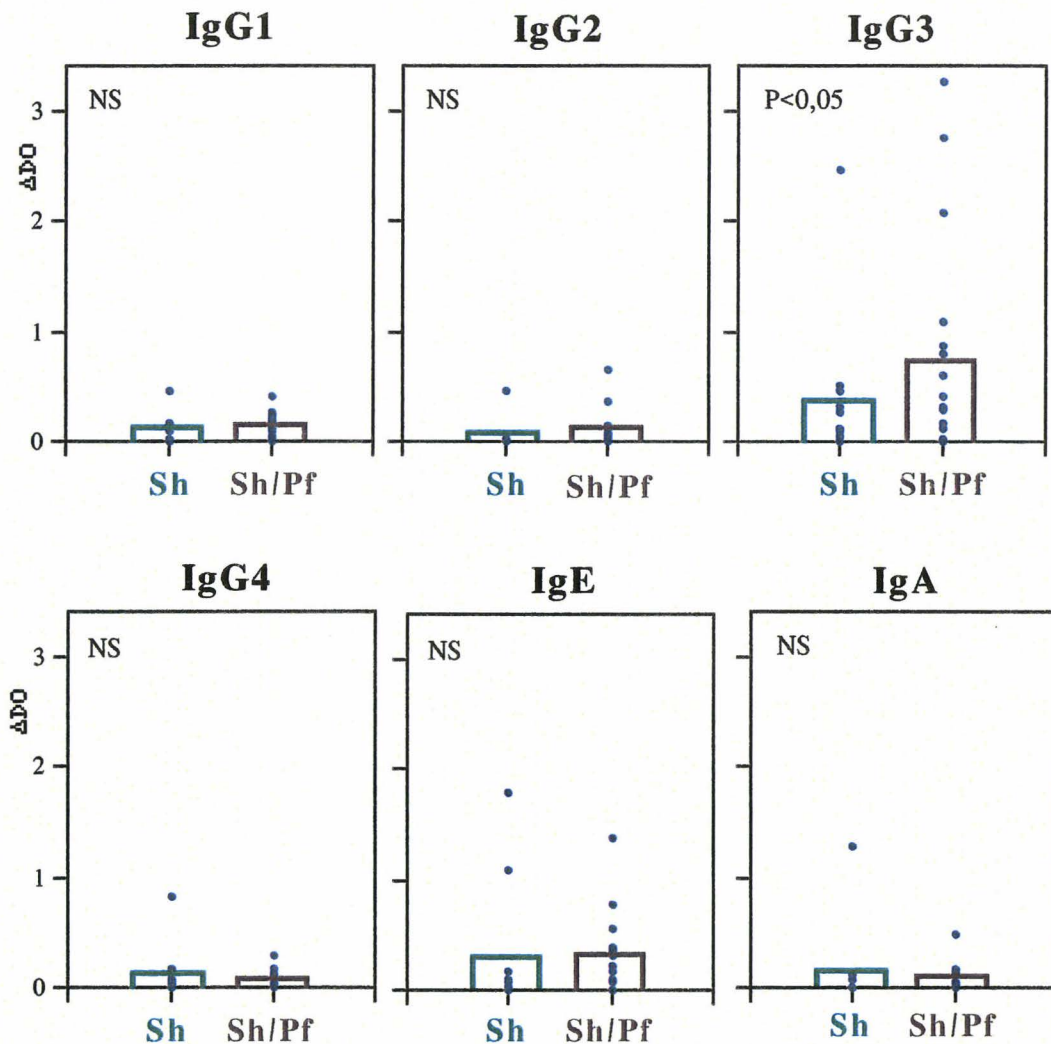 IgG1
IgG2
IgG3
NS
NS
P<0,05
ΔDO
3
2
1
0
Sh
Sh/Pf
Sh
Sh/Pf
Sh
Sh/Pf
IgG4
IgE
IgA
NS
NS
NS
ΔDO
3
2
1
0
Sh
Sh/Pf
Sh
Sh/Pf
Sh
Sh/Pf